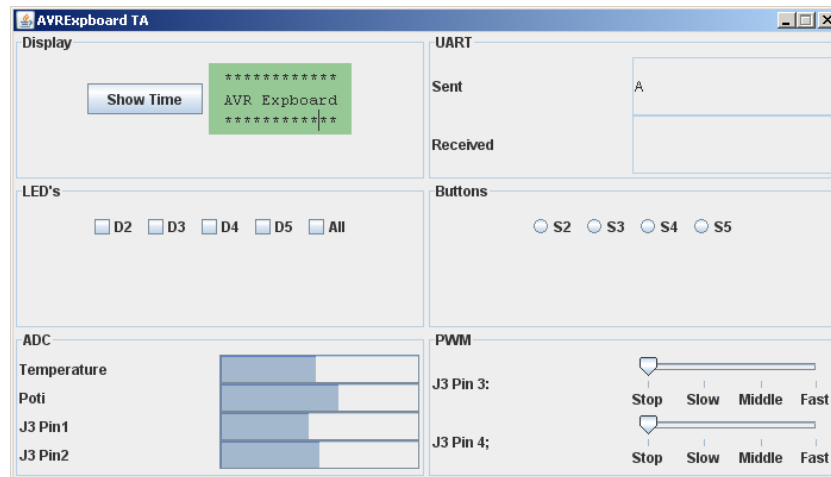 AVRExpboard TA
Display
Show Time
************
AVR Expboard
************
UART
Sent
A
Received
LED's
D2 D3 D4 D5 All
Buttons
S2 S3 S4 S5
ADC
Temperature
Poti
J3 Pin1
J3 Pin2
PWM
J3 Pin 3:
Stop Slow Middle Fast
J3 Pin 4;
Stop Slow Middle Fast